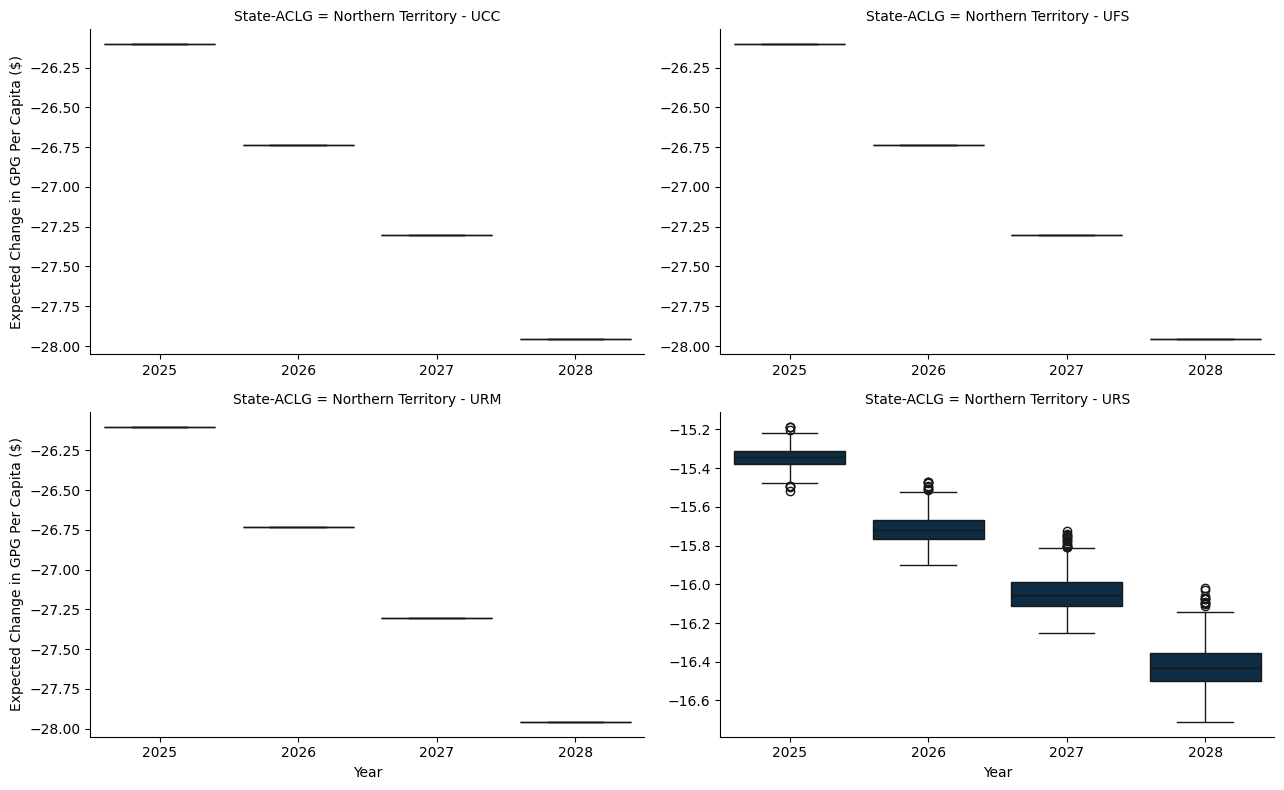 State-ACLG = Northern Territory - UCC
Expected Change in GPG Per Capita ($)
−26.25
−26.50
−26.75
−27.00
−27.25
−27.50
−27.75
−28.00
2025 2026 2027 2028
State-ACLG = Northern Territory - UFS
−26.25
−26.50
−26.75
−27.00
−27.25
−27.50
−27.75
−28.00
2025 2026 2027 2028
State-ACLG = Northern Territory - URM
Expected Change in GPG Per Capita ($)
−26.25
−26.50
−26.75
−27.00
−27.25
−27.50
−27.75
−28.00
2025 2026 2027 2028
Year
State-ACLG = Northern Territory - URS
−15.2
−15.4
−15.6
−15.8
−16.0
−16.2
−16.4
−16.6
2025 2026 2027 2028
Year